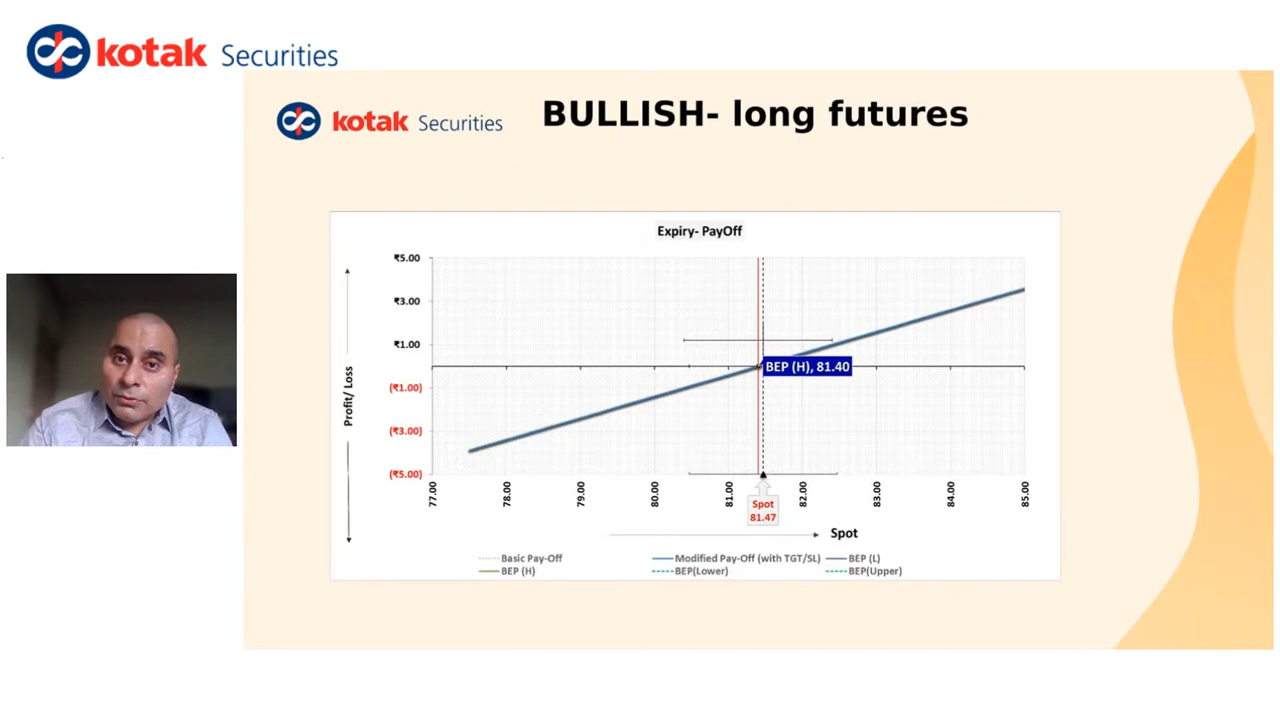 kotak Securities
kotak Securities
BULLISH- long futures
Expiry- PayOff
₹5.00
₹3.00
₹1.00
(₹1.00)
(₹3.00)
(₹5.00)
Profit/ Loss
BEP (H), 81.40
77.00
78.00
79.00
80.00
81.00
82.00
83.00
84.00
85.00
Spot
81.47
Spot
Basic Pay-Off
Modified Pay-Off (with TGT/SL)
BEP (L)
BEP (H)
BEP(Lower)
BEP(Upper)